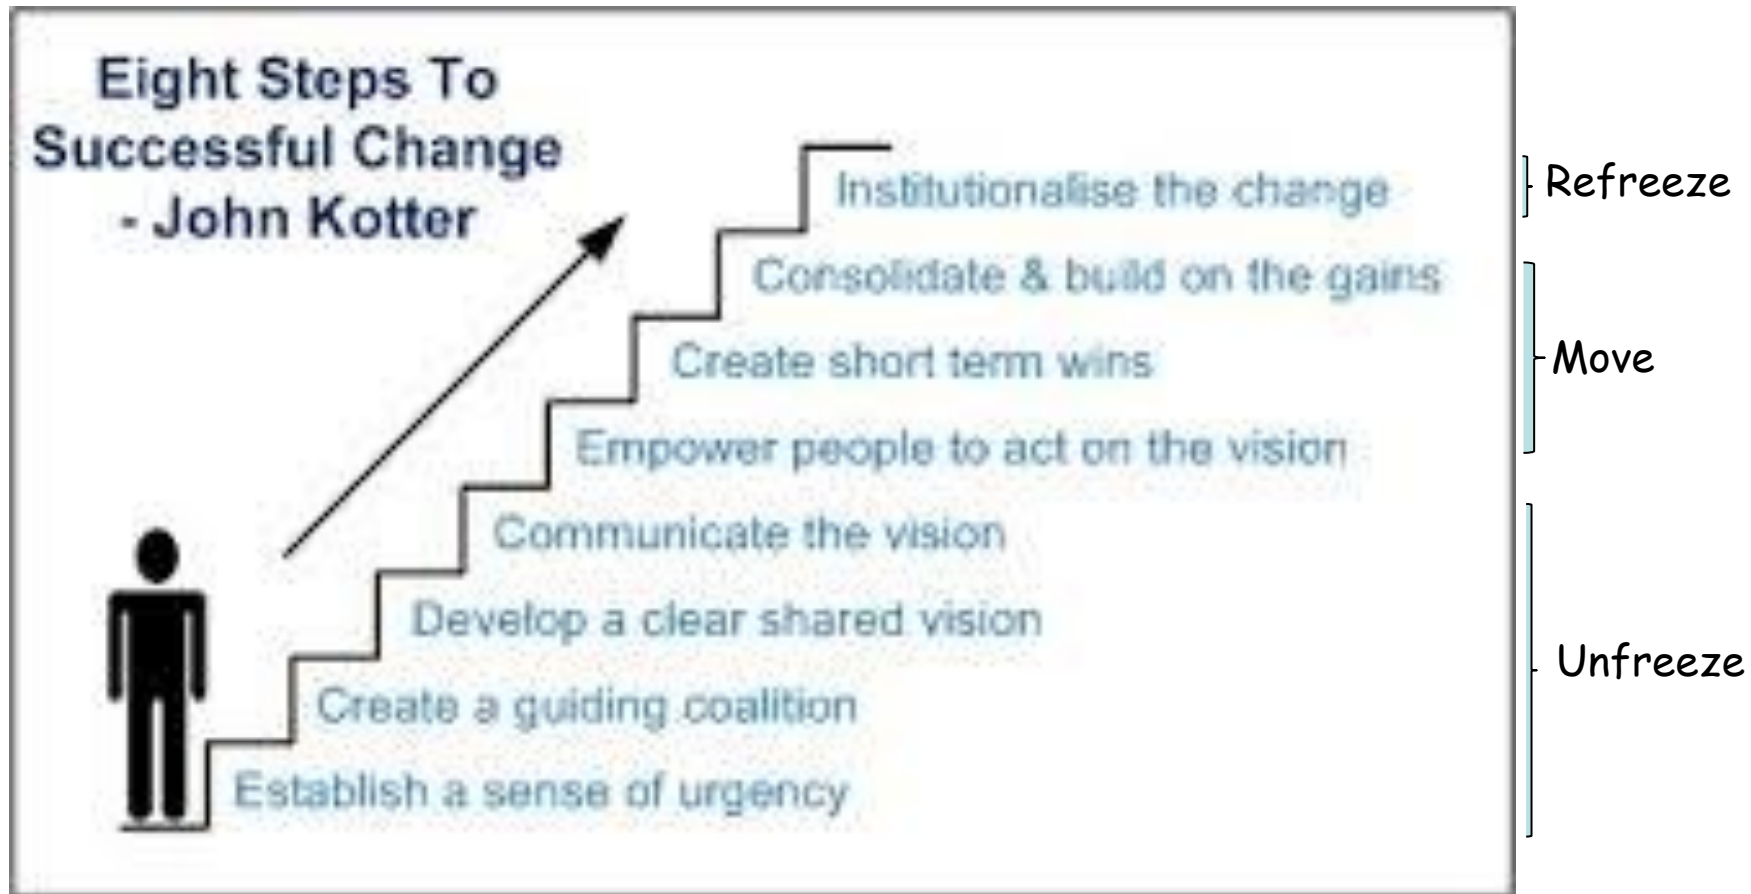 Eight Steps To
Successful Change
- John Kotter
Institutionalise the change
Refreeze
Consolidate & build on the gains
Create short term wins
Move
Empower people to act on the vision
Communicate the vision
Develop a clear shared vision
Unfreeze
Create a guiding coalition
Establish a sense of urgency